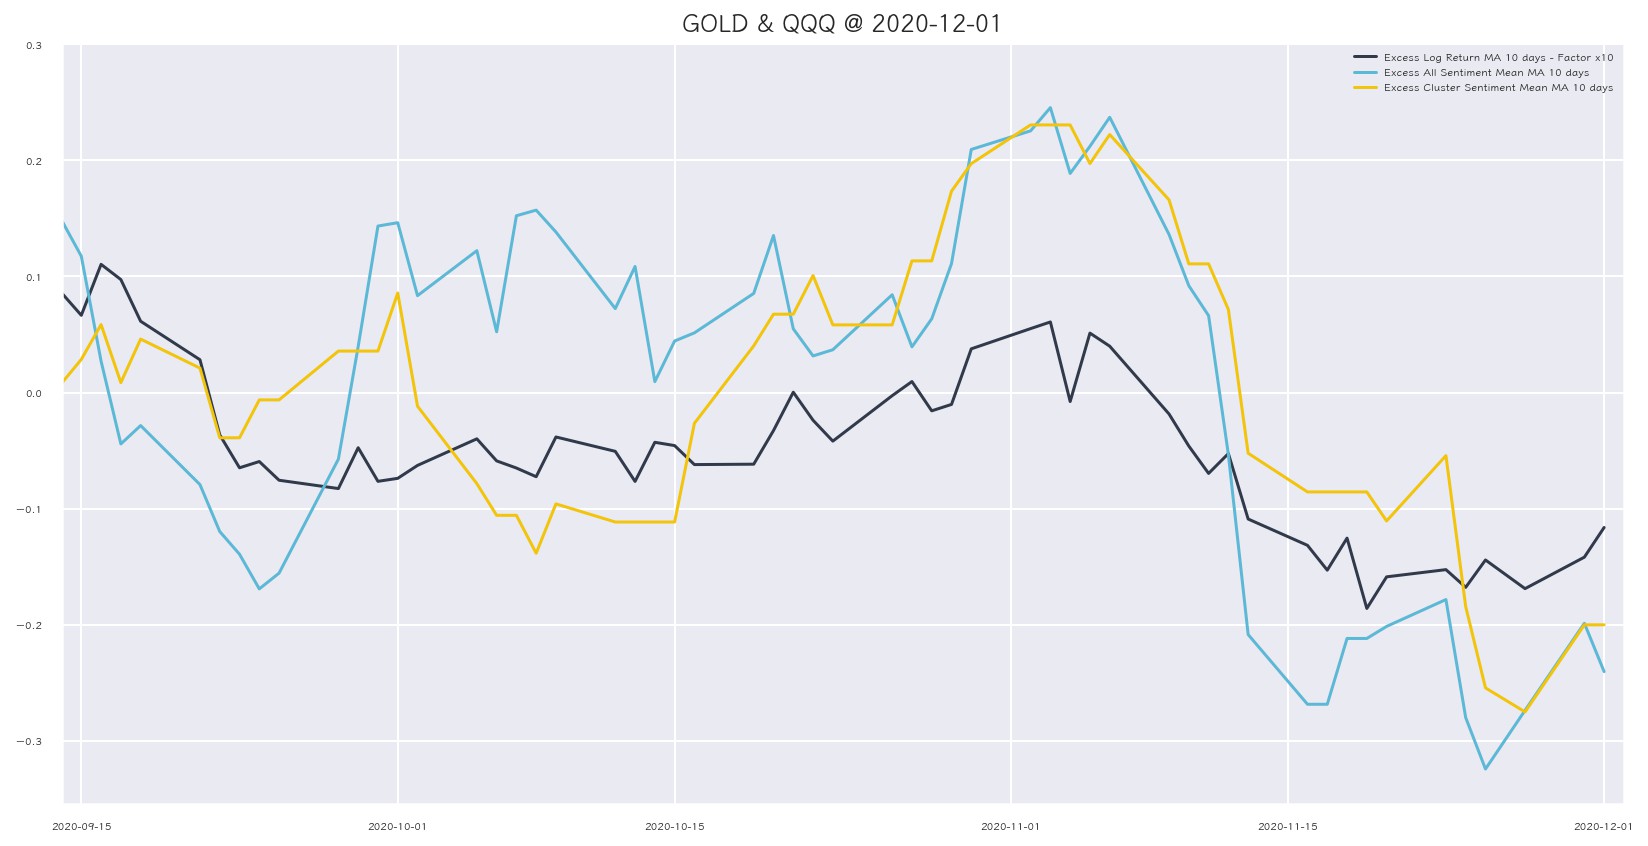 GOLD & QQQ @ 2020-12-01
Excess Log Return MA 10 days - Factor x10
Excess All Sentiment Mean MA 10 days
Excess Cluster Sentiment Mean MA 10 days
0.3
0.2
0.1
0.0
−0.1
−0.2
−0.3
2020-09-15 2020-10-01 2020-10-15 2020-11-01 2020-11-15 2020-12-01